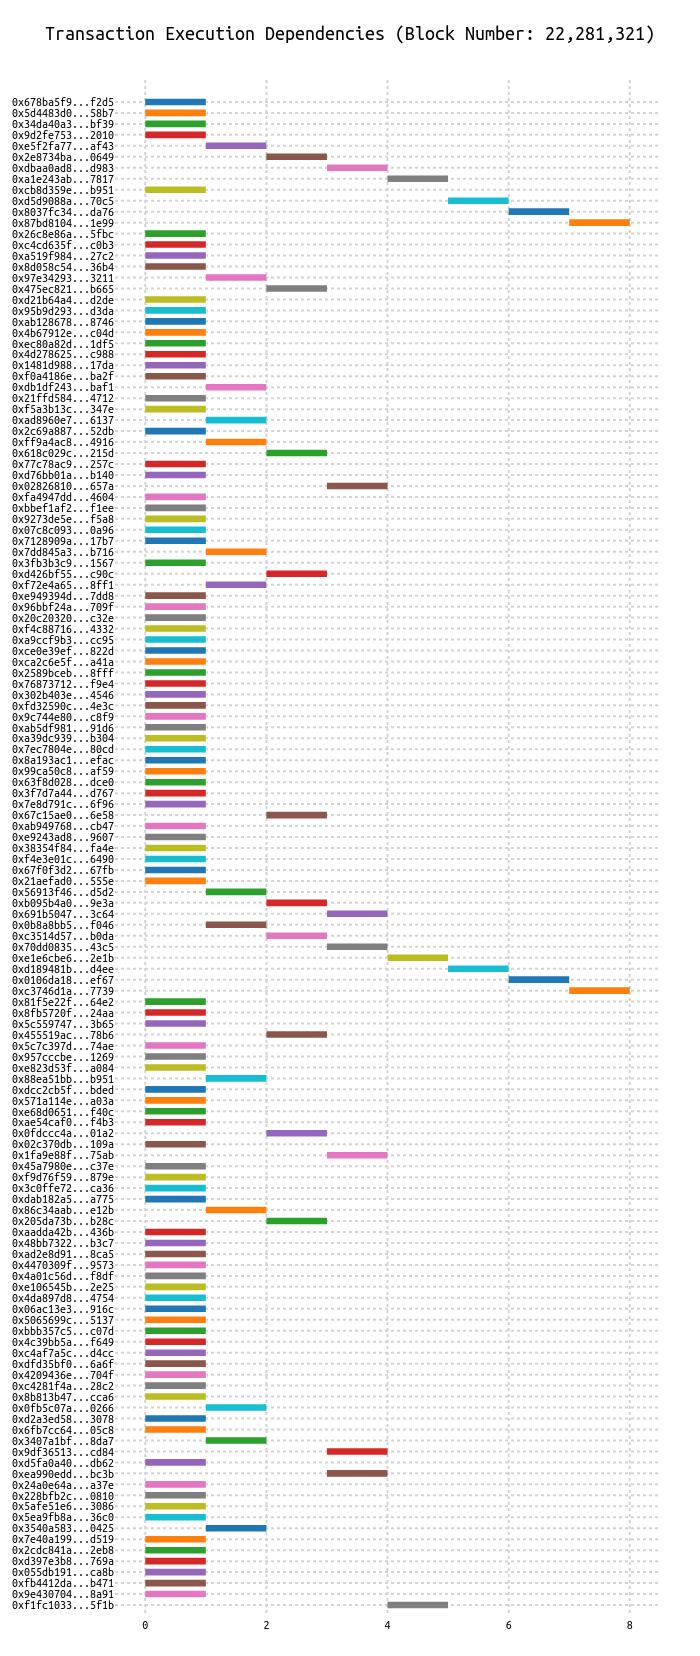 Transaction Execution Dependencies (Block Number: 22,281,321)
0x678ba5f9...f2d5
0x5d4483d0...58b7
0x34da40a3...bf39
0x9d2fe753...2010
0xe5f2fa77...af43
0x2e8734ba...0649
0xdbaa0ad8...d983
0xa1e243ab...7817
0xcb8d359e...b951
0xd5d9088a...70c5
0x8037fc34...da76
0x87bd8104...1e99
0x26c8e86a...5fbc
0xc4cd635f...c0b3
0xa519f984...27c2
0x8d058c54...36b4
0x97e34293...3211
0x475ec821...b665
0xd21b64a4...d2de
0x95b9d293...d3da
0xab128678...8746
0x4b67912e...c04d
0xec80a82d...1df5
0x4d278625...c988
0x1481d988...17da
0xf0a4186e...ba2f
0xdb1df243...baf1
0x21ffd584...4712
0xf5a3b13c...347e
0xad8960e7...6137
0x2c69a887...52db
0xff9a4ac8...4916
0x618c029c...215d
0x77c78ac9...257c
0xd76bb01a...b140
0x02826810...657a
0xfa4947dd...4604
0xbbef1af2...f1ee
0x9273de5e...f5a8
0x07c8c093...0a96
0x7128909a...17b7
0x7dd845a3...b716
0x3fb3b3c9...1567
0xd426bf55...c90c
0xf72e4a65...8ff1
0xe949394d...7dd8
0x96bbf24a...709f
0x20c20320...c32e
0xf4c88716...4332
0xa9ccf9b3...cc95
0xce0e39ef...822d
0xca2c6e5f...a41a
0x2589bceb...8fff
0x76873712...f9e4
0x302b403e...4546
0xfd32590c...4e3c
0x9c744e80...c8f9
0xab5df981...91d6
0xa39dc939...b304
0x7ec7804e...80cd
0x8a193ac1...efac
0x99ca50c8...af59
0x63f8d028...dce0
0x3f7d7a44...d767
0x7e8d791c...6f96
0x67c15ae0...6e58
0xab949768...cb47
0xe9243ad8...9607
0x38354f84...fa4e
0xf4e3e01c...6490
0x67f0f3d2...67fb
0x21aefad0...555e
0x56913f46...d5d2
0xb095b4a0...9e3a
0x691b5047...3c64
0x0b8a8bb5...f046
0xc3514d57...b0da
0x70dd0835...43c5
0xe1e6cbe6...2e1b
0xd189481b...d4ee
0x0106da18...ef67
0xc3746d1a...7739
0x81f5e22f...64e2
0x8fb5720f...24aa
0x5c559747...3b65
0x455519ac...78b6
0x5c7c397d...74ae
0x957cccbe...1269
0xe823d53f...a084
0x88ea51bb...b951
0xdcc2cb5f...bded
0x571a114e...a03a
0xe68d0651...f40c
0xae54caf0...f4b3
0x0fdccc4a...01a2
0x02c370db...109a
0x1fa9e88f...75ab
0x45a7980e...c37e
0xf9d76f59...879e
0x3c0ffe72...ca36
0xdab182a5...a775
0x86c34aab...e12b
0x205da73b...b28c
0xaadda42b...436b
0x48bb7322...b3c7
0xad2e8d91...8ca5
0x4470309f...9573
0x4a01c56d...f8df
0xe106545b...2e25
0x4da897d8...4754
0x06ac13e3...916c
0x5065699c...5137
0xbbb357c5...c07d
0x4c39bb5a...f649
0xc4af7a5c...d4cc
0xdfd35bf0...6a6f
0x4209436e...704f
0xc4281f4a...28c2
0x8b813b47...cca6
0x0fb5c07a...0266
0xd2a3ed58...3078
0x6fb7cc64...05c8
0x3407a1bf...8da7
0x9df36513...cd84
0xd5fa0a40...db62
0xea990edd...bc3b
0x24a0e64a...a37e
0x228bfb2c...0810
0x5afe51e6...3086
0x5ea9fb8a...36c0
0x3540a583...0425
0x7e40a199...d519
0x2cdc841a...2eb8
0xd397e3b8...769a
0x055db191...ca8b
0xfb4412da...b471
0x9e430704...8a91
0xf1fc1033...5f1b
0 2 4 6 8